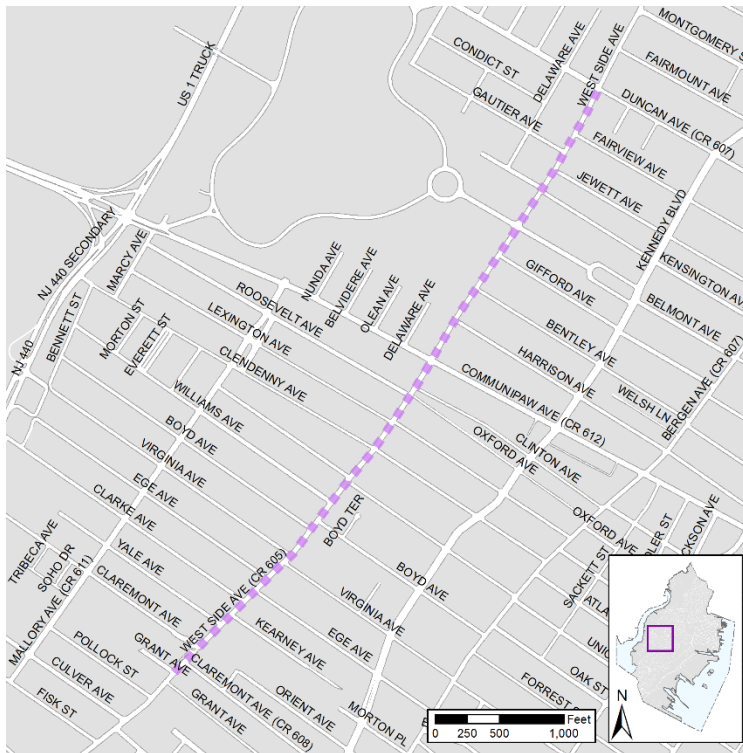 MONTGOMERY S
CONDICT ST
DELAWARE AVE
WEST SIDE AVE
FAIRMOUNT AVE
US 1 TRUCK
GAUTIER AVE
DUNCAN AVE (CR 607)
FAIRVIEW AVE
JEWETT AVE
KENNEDY BLVD
NJ 440 SECONDARY
MARCY AVE
KENSINGTON AVE
GIFFORD AVE
NUNDA AVE
BELVIDERE AVE
OLEAN AVE
DELAWARE AVE
BELMONT AVE
ROOSEVELT AVE
LEXINGTON AVE
BENTLEY AVE
NJ 440
BENNETT ST
MORTON ST
EVERETT ST
CLENDENNY AVE
HARRISON AVE
BERGEN AVE (CR 607)
WELSH LN
COMMUNIPAW AVE (CR 612)
WILLIAMS AVE
CLINTON AVE
OXFORD AVE
BOYD AVE
VIRGINIA AVE
EGE AVE
CLARKE AVE
BOYD TER
OXFORD AVE
DLER ST
CKSON AVE
SACKETT ST
TRIBECA AVE
SOHO DR
YALE AVE
WEST SIDE AVE (CR 605)
BOYD AVE
MALLORY AVE (CR 611)
CLAREMONT AVE
VIRGINIA AVE
ATLA
GRANT AVE
KEARNEY AVE
EGE AVE
UNIO
POLLOCK ST
CULVER AVE
CLAREMONT AVE (CR 608)
OAK ST
FISK ST
GRANT AVE
ORIENT AVE
FORREST S
MORTON PL
B
N
Feet
0 250 500 1,000